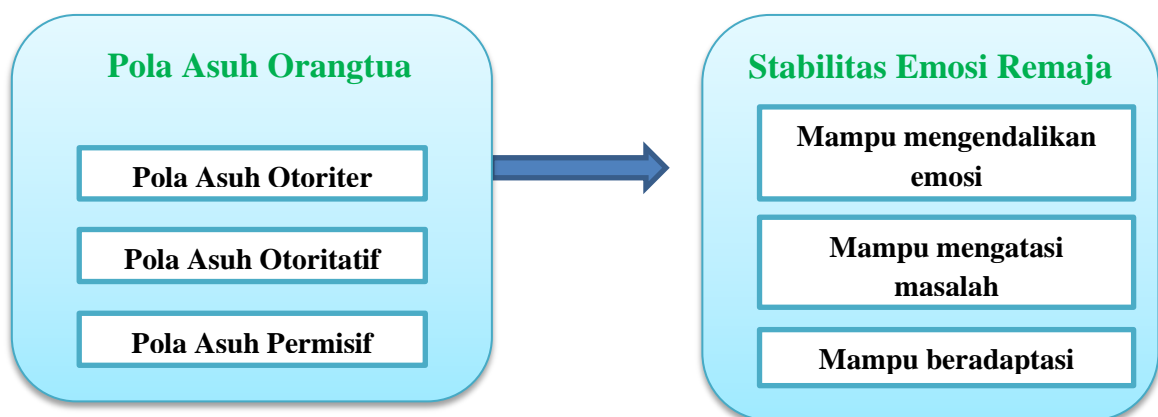 Pola Asuh Orangtua
Pola Asuh Otoriter
Pola Asuh Otoritatif
Pola Asuh Permisif
Stabilitas Emosi Remaja
Mampu mengendalikan
emosi
Mampu mengatasi
masalah
Mampu beradaptasi